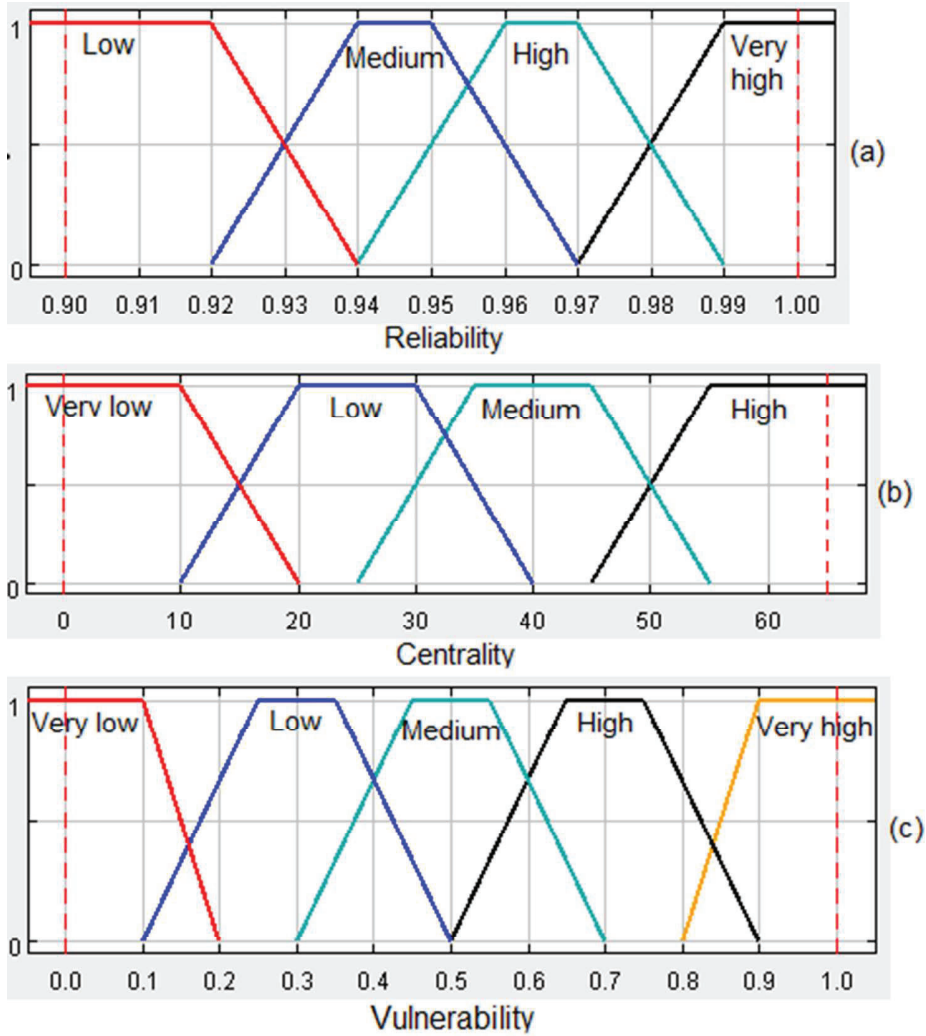 1
Low
Medium
High
Very
high
(a)
0
0.90 0.91 0.92 0.93 0.94 0.95 0.96 0.97 0.98 0.99 1.00
Reliability
1
Very low
Low
Medium
High
(b)
0
0 10 20 30 40 50 60
Centrality
1
Very low
Low
Medium
High
Very high
(c)
0
0.0 0.1 0.2 0.3 0.4 0.5 0.6 0.7 0.8 0.9 1.0
Vulnerability